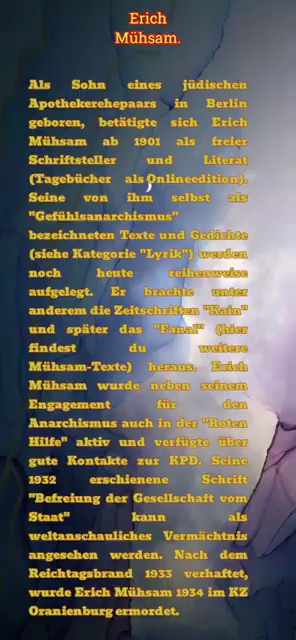 Erich
Mühsam.
Als Sohn eines jüdischen
Apothekerehepaars in Berlin
geboren, betätigte sich Erich
Mühsam ab 1901 als freier
Schriftsteller und Literat
(Tagebücher als Onlineedition).
Seine von ihm selbst als
"Gefühlsanarchismus"
bezeichneten Texte und Gedichte
(siehe Kategorie "Lyrik") werden
noch heute reihenweise
aufgelegt. Er brachte unter
anderem die Zeitschriften "Kain"
und später das "Fanal" (hier
findest du weitere
Mühsam-Texte) heraus. Erich
Mühsam wurde neben seinem
Engagement für den
Anarchismus auch in der "Roten
Hilfe" aktiv und verfügte über
gute Kontakte zur KPD. Seine
1932 erschienene Schrift
"Befreiung der Gesellschaft vom
Staat" kann als
weltanschauliches Vermächtnis
angesehen werden. Nach dem
Reichtagsbrand 1933 verhaftet,
wurde Erich Mühsam 1934 im KZ
Oranienburg ermordet.